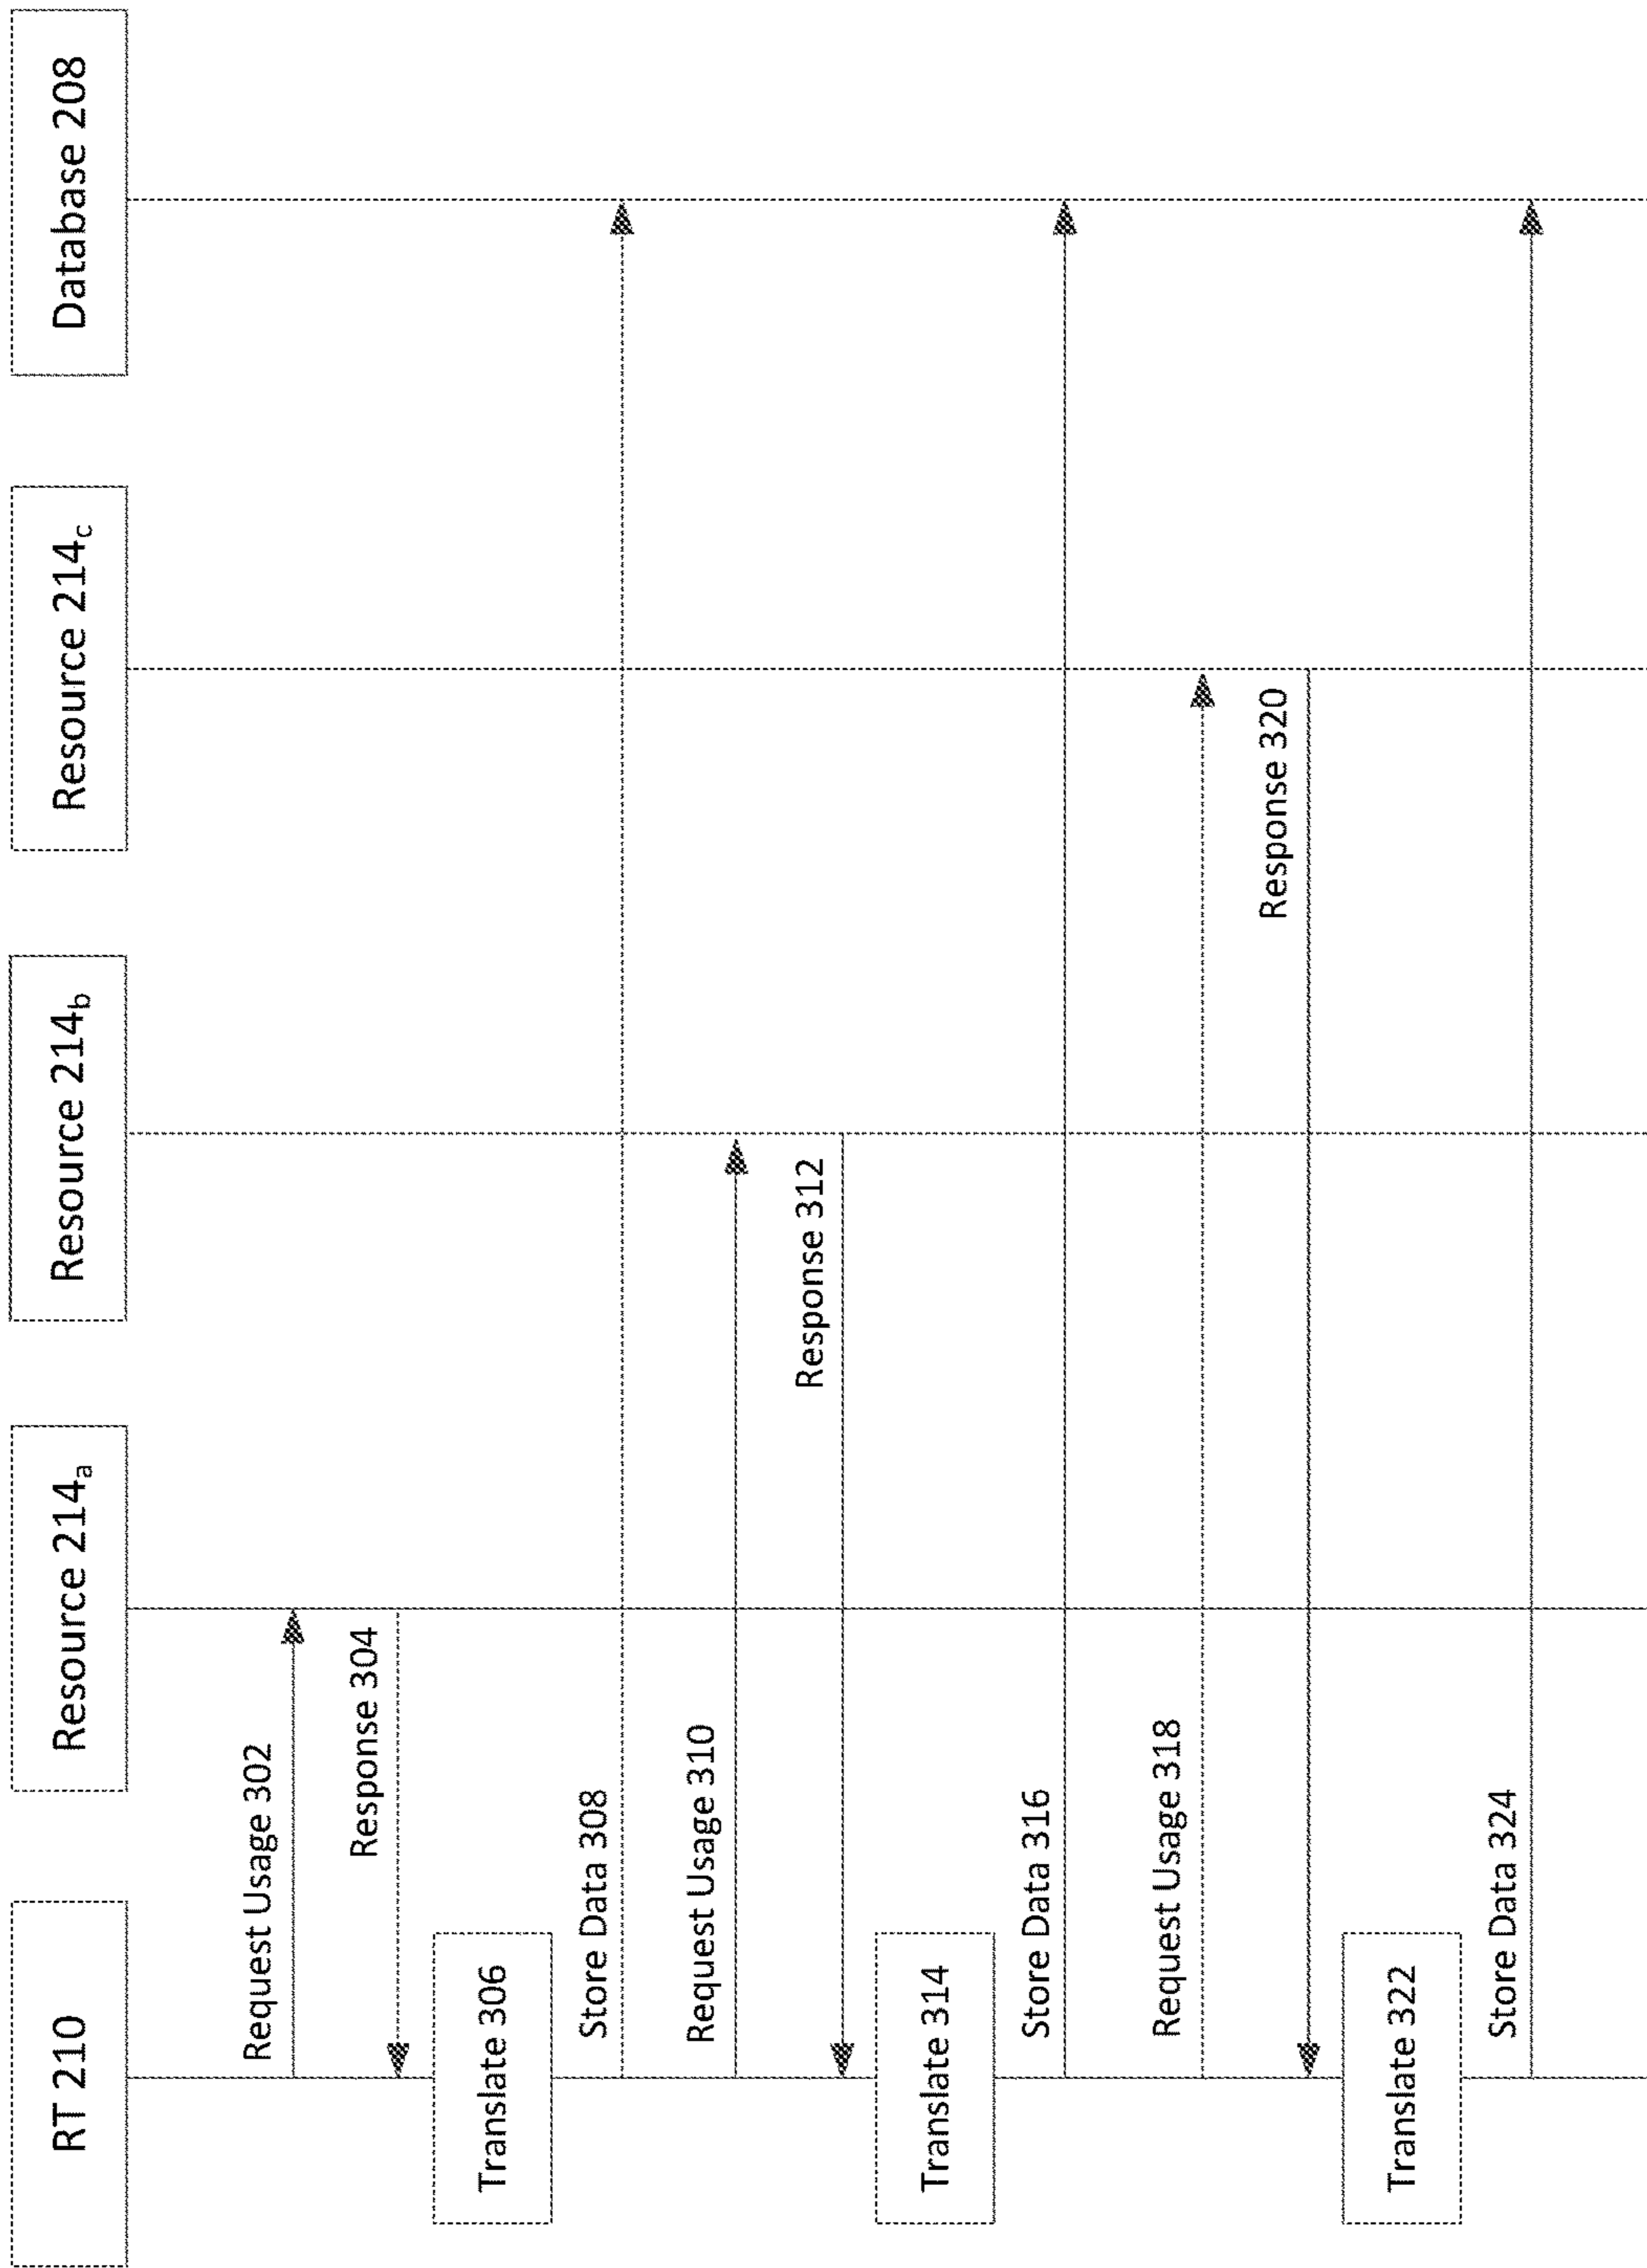 RT 210
Resource 214a
Resource 214b
Resource 214c
Database 208
Request Usage 302
Response 304
Translate 306
Store Data 308
Request Usage 310
Response 312
Translate 314
Store Data 316
Request Usage 318
Response 320
Translate 322
Store Data 324